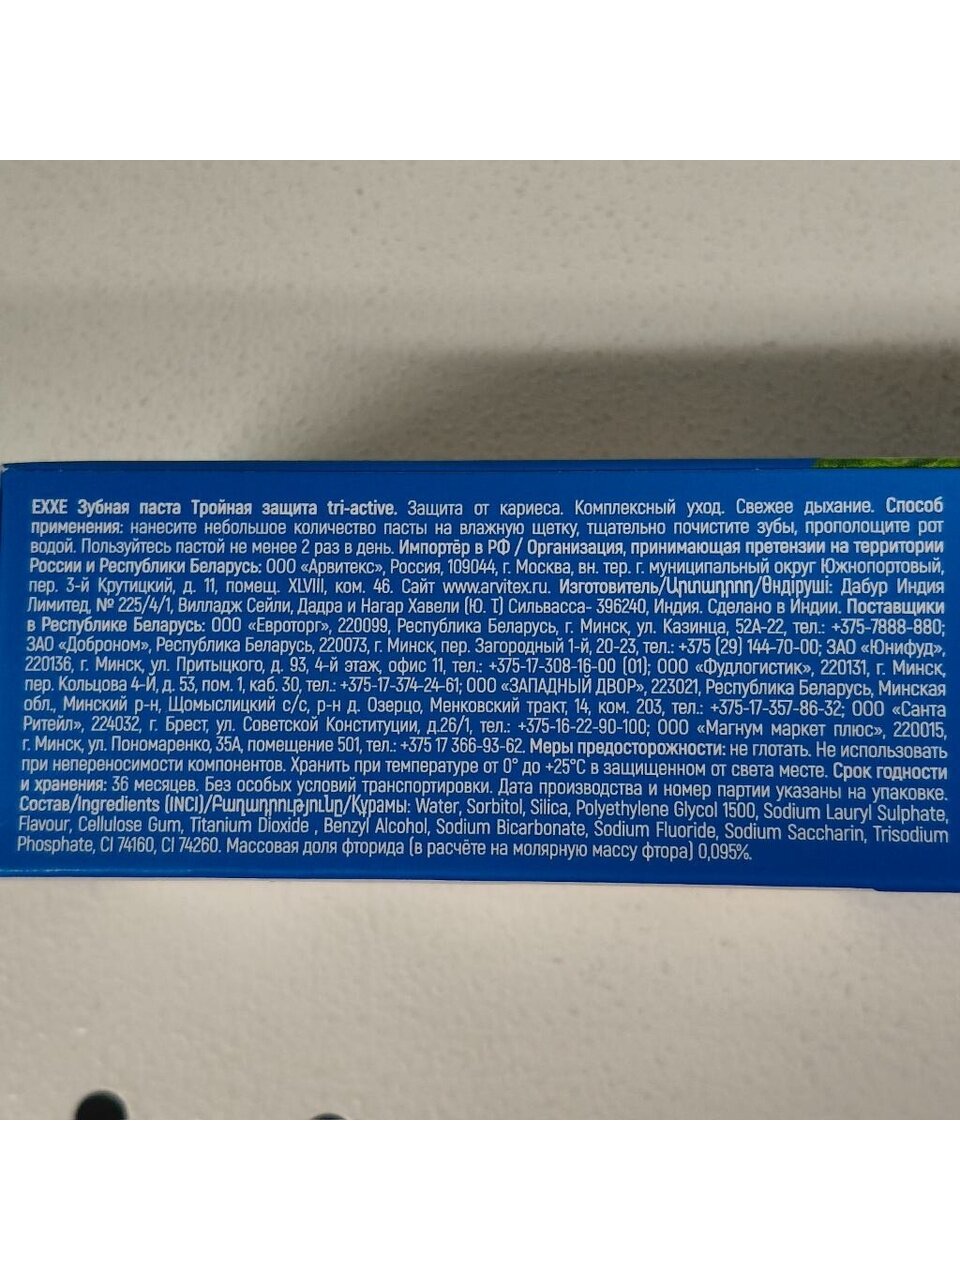 EXXE Зубная паста Тройная защита tri-active. Защита от кариеса. Комплексный уход. Свежее дыхание. Способ
применения: нанесите небольшое количество пасты на влажную щетку, тщательно почистите зубы, прополощите рот
водой. Пользуйтесь пастой не менее 2 раз в день. Импортёр в РФ / Организация, принимающая претензии на территории
России и Республики Беларусь: ООО «Арвитекс», Россия, 109044, г. Москва, вн. тер. г. муниципальный округ Южнопортовый,
пер. 3-й Крутицкий, д. 11, помещ. XLVIII, ком. 46. Сайт www.arvitex.ru. Изготовитель/Արտադրող/Өндіруші: Дабур Индия
Лимитед, № 225/4/1, Вилладж Сейли, Дадра и Нагар Хавели (Ю. Т) Сильвасса- 396240, Индия. Сделано в Индии. Поставщики
в Республике Беларусь: ООО «Евроторг», 220099, Республика Беларусь, г. Минск, ул. Казинца, 52А-22, тел.: +375-7888-880;
ЗАО «Доброном», Республика Беларусь, 220073, г. Минск, пер. Загородный 1-й, 20-23, тел.: +375 (29) 144-70-00; ЗАО «Юнифуд»,
220136, г. Минск, ул. Притыцкого, д. 93, 4-й этаж, офис 11, тел.: +375-17-308-16-00 (01); ООО «Фудлогистик», 220131, г. Минск,
пер. Кольцова 4-Й, д. 53, пом. 1, каб. 30, тел.: +375-17-374-24-61; ООО «ЗАПАДНЫЙ ДВОР», 223021, Республика Беларусь, Минская
обл., Минский р-н, Щомыслицкий с/с, р-н д. Озерцо, Менковский тракт, 14, ком. 203, тел.: +375-17-357-86-32; ООО «Санта
Ритейл», 224032, г. Брест, ул. Советской Конституции, д.26/1, тел.: +375-16-22-90-100; ООО «Магнум маркет плюс», 220015,
г. Минск, ул. Пономаренко, 35А, помещение 501, тел.: +375 17 366-93-62. Меры предосторожности: не глотать. Не использовать
при непереносимости компонентов. Хранить при температуре от 0° до +25°C в защищенном от света месте. Срок годности
и хранения: 36 месяцев. Без особых условий транспортировки. Дата производства и номер партии указаны на упаковке.
Состав/Ingredients (INCI)/Բաղադրություն/Құрамы: Water, Sorbitol, Silica, Polyethylene Glycol 1500, Sodium Lauryl Sulphate,
Flavour, Cellulose Gum, Titanium Dioxide , Benzyl Alcohol, Sodium Bicarbonate, Sodium Fluoride, Sodium Saccharin, Trisodium
Phosphate, CI 74160, CI 74260. Массовая доля фторида (в расчёте на молярную массу фтора) 0,095%.